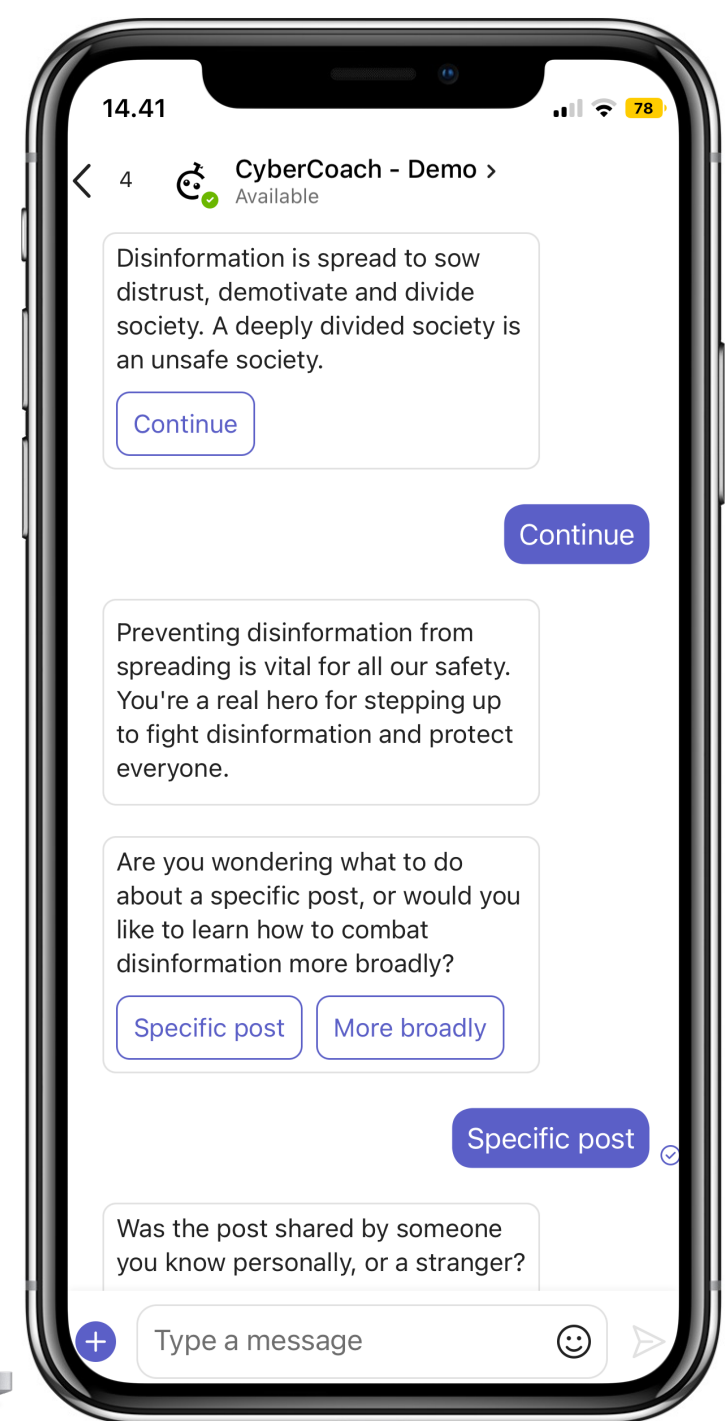 14.41
78
4
CyberCoach - Demo
Available
Disinformation is spread to sow
distrust, demotivate and divide
society. A deeply divided society is
an unsafe society.
Continue
Continue
Preventing disinformation from
spreading is vital for all our safety.
You're a real hero for stepping up
to fight disinformation and protect
everyone.
Are you wondering what to do
about a specific post, or would you
like to learn how to combat
disinformation more broadly?
Specific post
More broadly
Specific post
Was the post shared by someone
you know personally, or a stranger?
Type a message